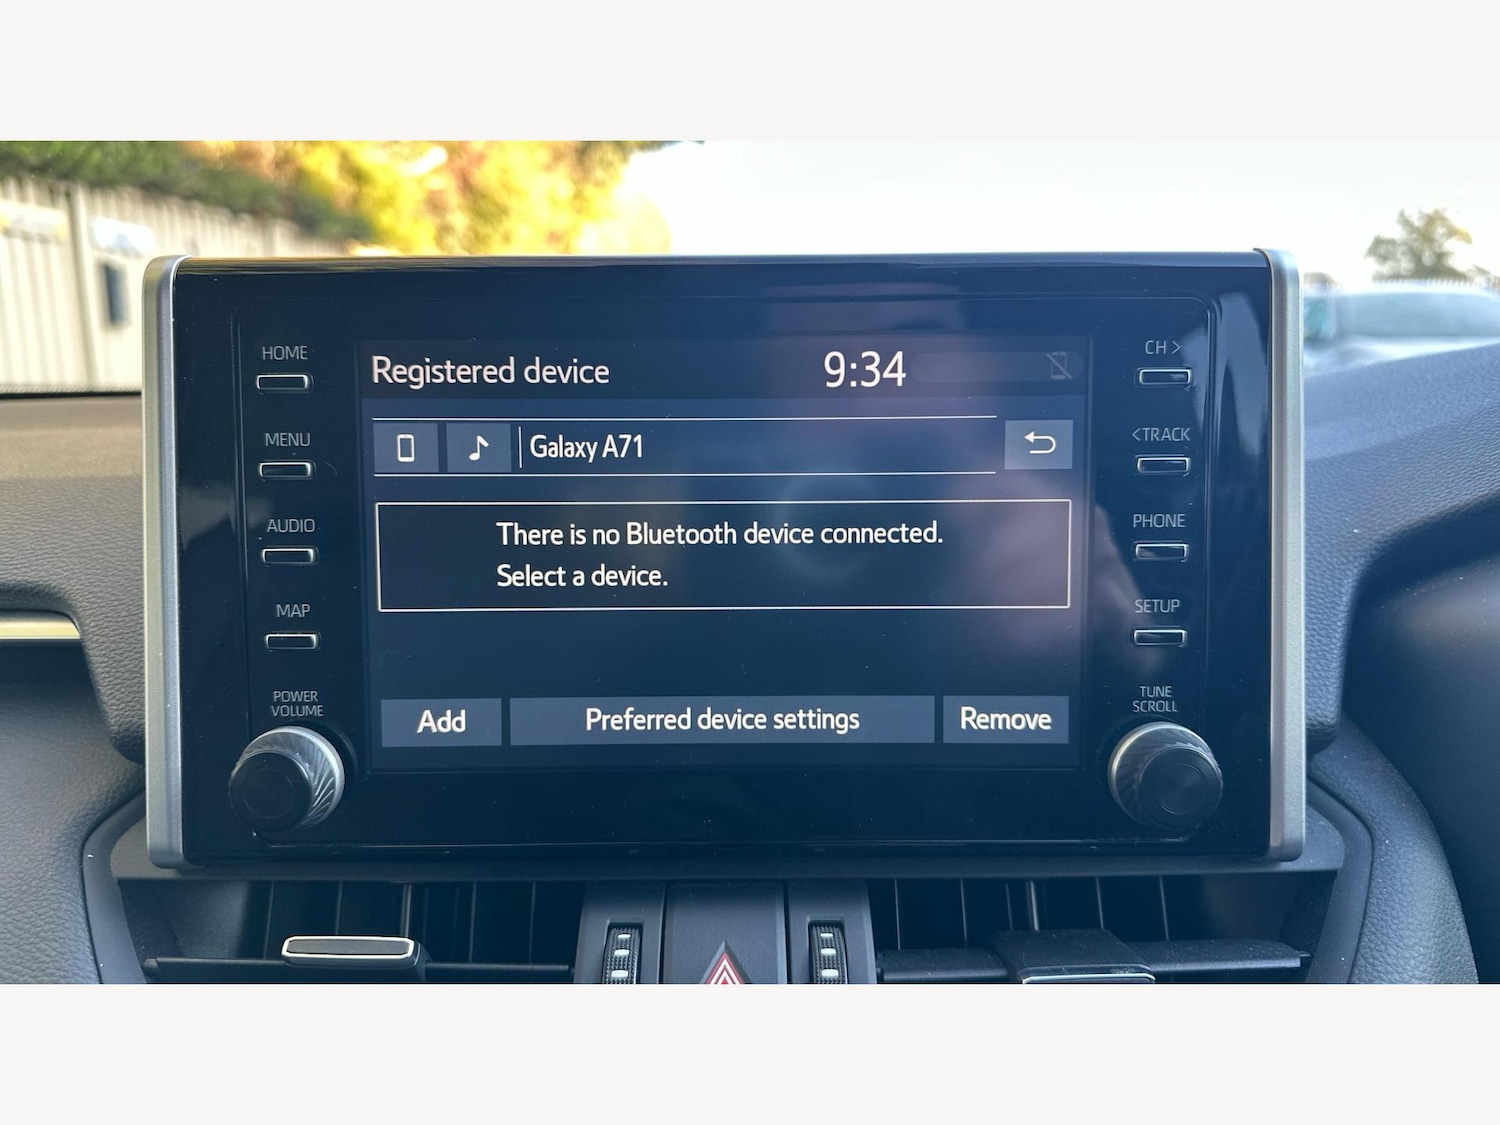 HOME
MENU
AUDIO
MAP
POWER
VOLUME
Registered device 9:34
Galaxy A71
There is no Bluetooth device connected.
Select a device.
Add Preferred device settings Remove
CH >
<TRACK
PHONE
SETUP
TUNE
SCROLL